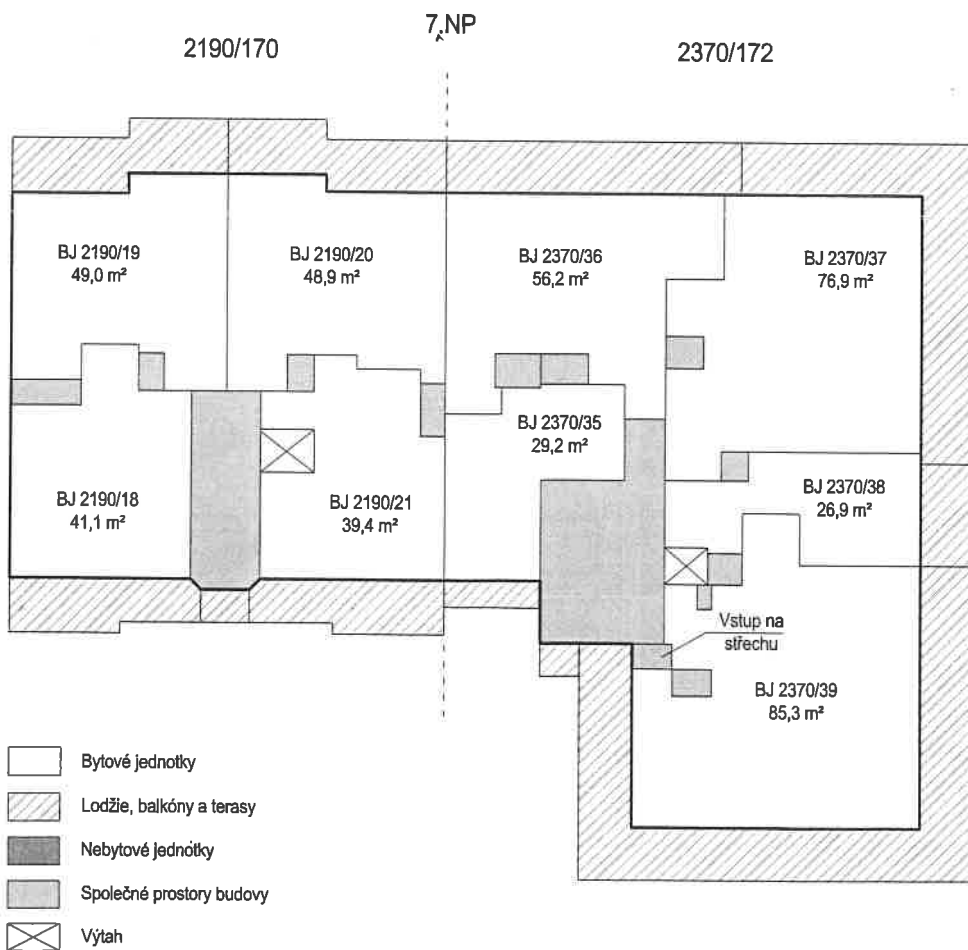 7.NP
2190/170
2370/172
BJ 2190/19
49,0 m²
BJ 2190/20
48,9 m²
BJ 2370/36
56,2 m²
BJ 2370/37
76,9 m²
BJ 2370/35
29,2 m²
BJ 2190/18
41,1 m²
BJ 2190/21
39,4 m²
BJ 2370/38
26,9 m²
Vstup na
střechu
BJ 2370/39
85,3 m²
Bytové jednotky
Lodžie, balkóny a terasy
Nebytové jednotky
Společné prostory budovy
Výtah